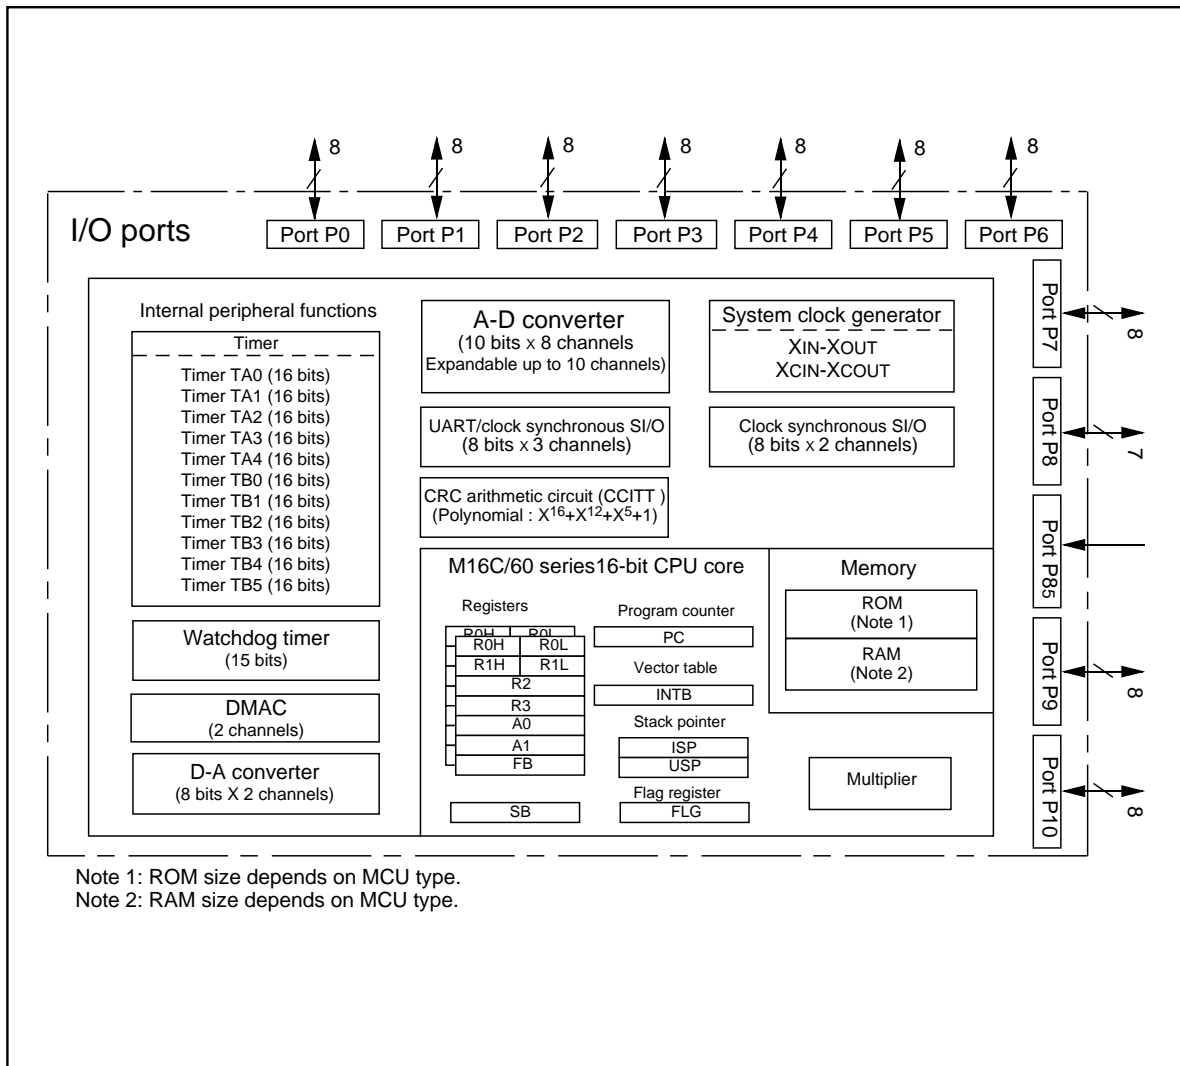 8 8 8 8 8 8 8
I/O ports
Port P0 Port P1 Port P2 Port P3 Port P4 Port P5 Port P6
Port P7 8
Port P8 7
Port P85
Port P9 8
Port P10 8
Internal peripheral functions
Timer
Timer TA0 (16 bits)
Timer TA1 (16 bits)
Timer TA2 (16 bits)
Timer TA3 (16 bits)
Timer TA4 (16 bits)
Timer TB0 (16 bits)
Timer TB1 (16 bits)
Timer TB2 (16 bits)
Timer TB3 (16 bits)
Timer TB4 (16 bits)
Timer TB5 (16 bits)
Watchdog timer
(15 bits)
DMAC
(2 channels)
D-A converter
(8 bits X 2 channels)
A-D converter
(10 bits x 8 channels
Expandable up to 10 channels)
System clock generator
XIN-XOUT
XCIN-XCOUT
UART/clock synchronous SI/O
(8 bits x 3 channels)
Clock synchronous SI/O
(8 bits x 2 channels)
CRC arithmetic circuit (CCITT )
(Polynomial : X¹⁶+X¹²+X⁵+1)
M16C/60 series16-bit CPU core
Registers
R0H R0L
R0H R0L
R1H R1L
R2
R3
A0
A1
FB
SB
Program counter
PC
Vector table
INTB
Stack pointer
ISP
USP
Flag register
FLG
Memory
ROM
(Note 1)
RAM
(Note 2)
Multiplier
Note 1: ROM size depends on MCU type.
Note 2: RAM size depends on MCU type.